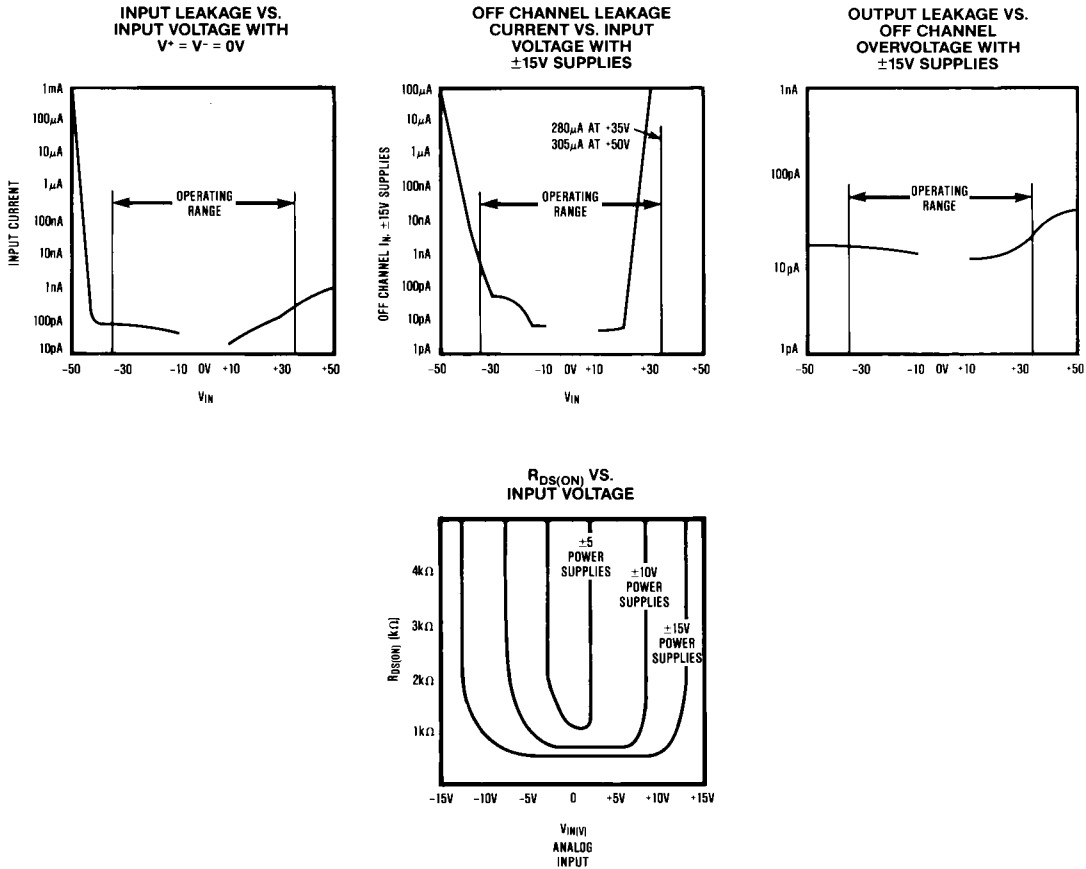 INPUT LEAKAGE VS.
INPUT VOLTAGE WITH
V+ = V- = 0V
1mA
100µA
10µA
1µA
100nA
10nA
1nA
100pA
10pA
INPUT CURRENT
OPERATING
RANGE
-50 -30 -10 0V +10 +30 +50
VIN
OFF CHANNEL LEAKAGE
CURRENT VS. INPUT
VOLTAGE WITH
±15V SUPPLIES
100µA
10µA
1µA
100nA
10nA
1nA
100pA
10pA
1pA
OFF CHANNEL IN, ±15V SUPPLIES
280µA AT +35V
305µA AT +50V
OPERATING
RANGE
-50 -30 -10 0V +10 +30 +50
VIN
OUTPUT LEAKAGE VS.
OFF CHANNEL
OVERVOLTAGE WITH
±15V SUPPLIES
1nA
100pA
10pA
1pA
OPERATING
RANGE
-50 -30 -10 0V +10 +30 +50
RDS(ON) VS.
INPUT VOLTAGE
4kΩ
3kΩ
2kΩ
1kΩ
RDS(ON) (kΩ)
±5
POWER
SUPPLIES
±10V
POWER
SUPPLIES
±15V
POWER
SUPPLIES
-15V -10V -5V 0 +5V +10V +15V
VIN(V)
ANALOG
INPUT